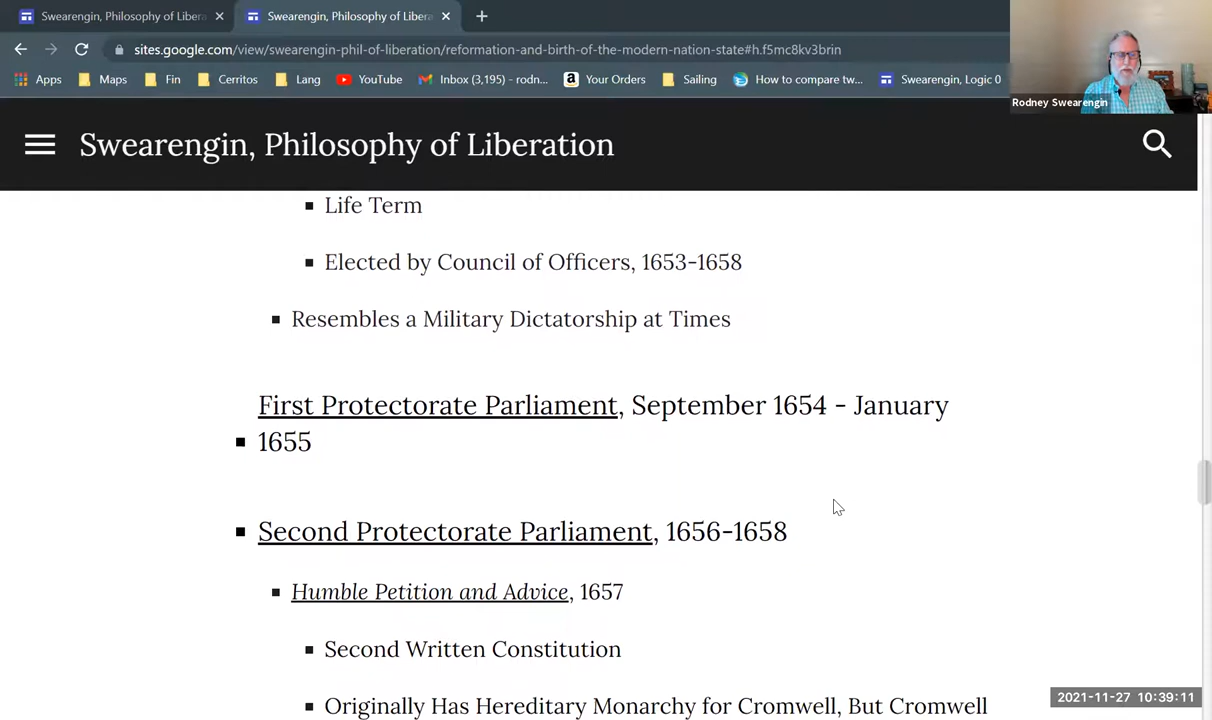 Swearengin, Philosophy of Libera
Swearengin, Philosophy of Libera
sites.google.com/view/swearengin-phil-of-liberation/reformation-and-birth-of-the-modern-nation-state#h.f5mc8kv3brin
Apps Maps Fin Cerritos Lang YouTube Inbox (3,195) - rodn... Your Orders Sailing How to compare tw... Swearengin, Logic 0
Rodney Swearengin
Swearengin, Philosophy of Liberation
Life Term
Elected by Council of Officers, 1653-1658
Resembles a Military Dictatorship at Times
First Protectorate Parliament, September 1654 - January
1655
Second Protectorate Parliament, 1656-1658
Humble Petition and Advice, 1657
Second Written Constitution
Originally Has Hereditary Monarchy for Cromwell, But Cromwell
2021-11-27 10:39:11